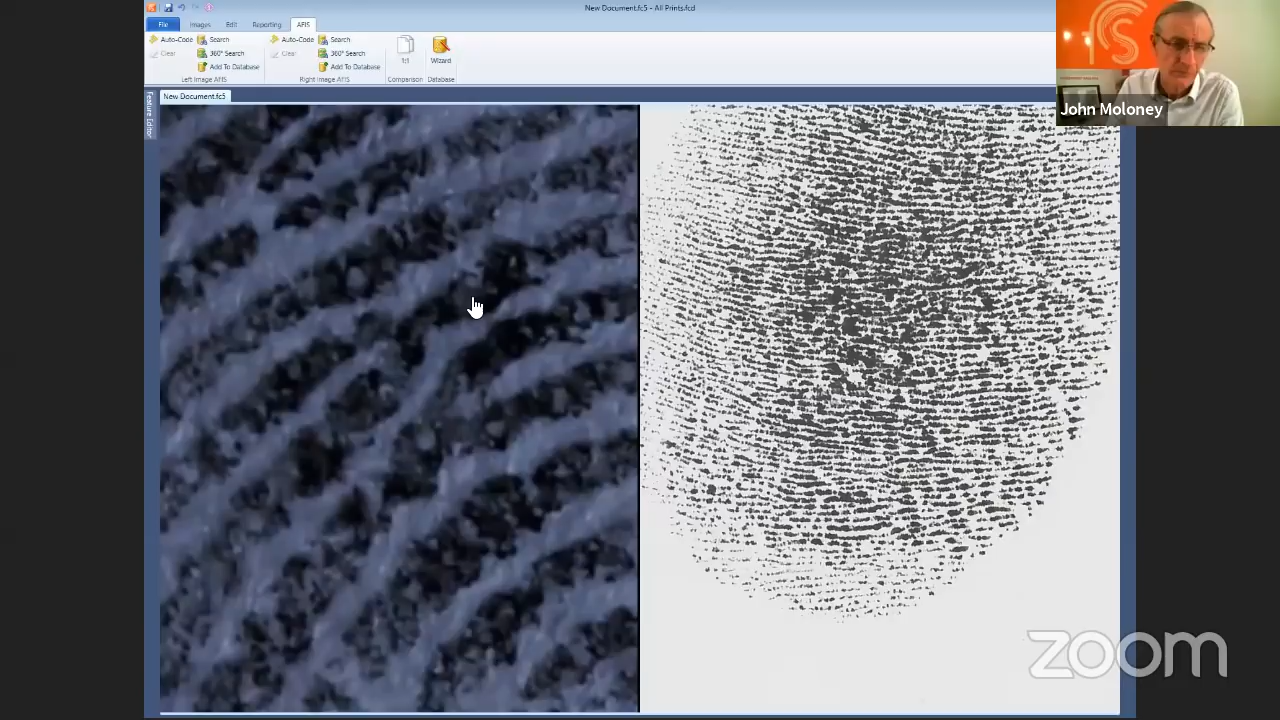 New Document.fc5 - All Prints.fcd
File Images Edit Reporting AFIS
Auto-Code Search Auto-Code Search
Clear 360° Search Clear 360° Search 1:1 Wizard
Add To Database Add To Database
Left Image AFIS Right Image AFIS Comparison Database
New Document.fc5
Feature Editor
John Moloney
zoom